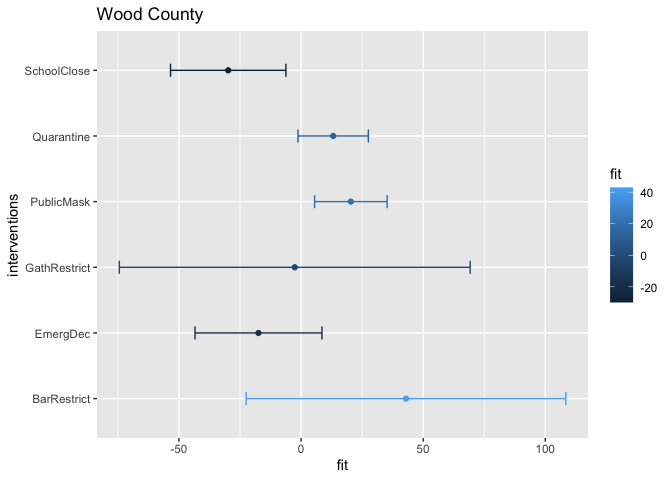 Wood County
SchoolClose
Quarantine
PublicMask
GathRestrict
EmergDec
BarRestrict
interventions
-50
0
50
100
fit
fit
40
20
0
-20